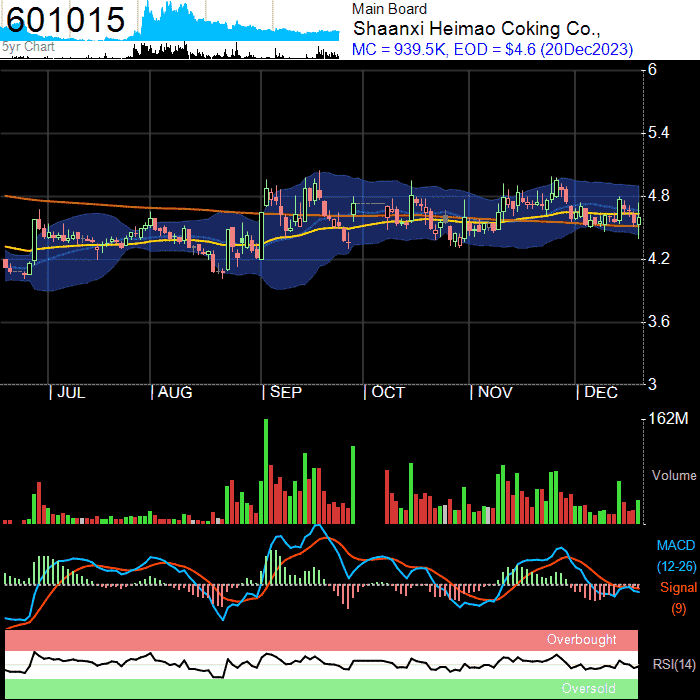 601015
5yr Chart
Main Board
Shaanxi Heimao Coking Co.,
MC = 939.5K, EOD = $4.6 (20Dec2023)
6
5.4
4.8
4.2
3.6
3
| JUL | AUG | SEP | OCT | NOV | DEC
162M
Volume
MACD
(12-26)
Signal
(9)
Overbought
RSI(14)
Oversold